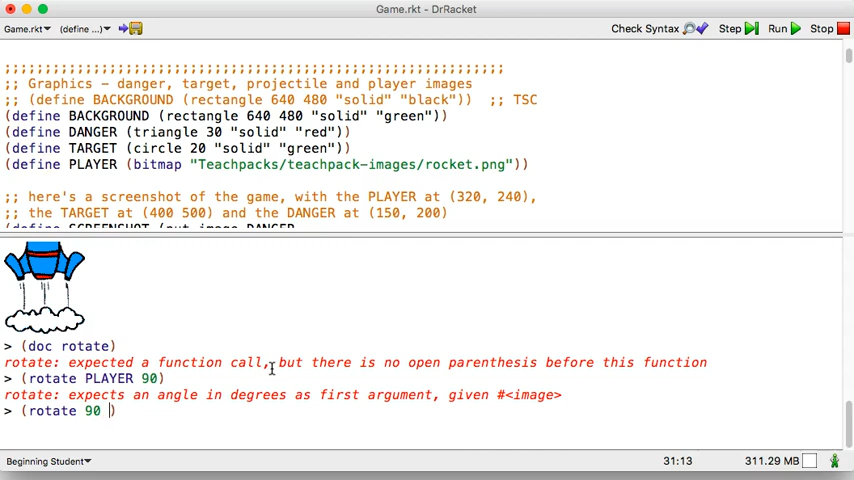 Game.rkt - DrRacket
Game.rkt▾ (define ...)▾ Check Syntax Step Run Stop
;;;;;;;;;;;;;;;;;;;;;;;;;;;;;;;;;;;;;;;;;;;;;;;;;;;;;;;;;;;;;;
;; Graphics - danger, target, projectile and player images
;; (define BACKGROUND (rectangle 640 480 "solid" "black")) ;; TSC
(define BACKGROUND (rectangle 640 480 "solid" "green"))
(define DANGER (triangle 30 "solid" "red"))
(define TARGET (circle 20 "solid" "green"))
(define PLAYER (bitmap "Teachpacks/teachpack-images/rocket.png"))
;; here's a screenshot of the game, with the PLAYER at (320, 240),
;; the TARGET at (400 500) and the DANGER at (150, 200)
(define SCREENSHOT (put-image DANGER
> (doc rotate)
rotate: expected a function call, but there is no open parenthesis before this function
> (rotate PLAYER 90)
rotate: expects an angle in degrees as first argument, given #<image>
> (rotate 90 )
Beginning Student▾ 31:13 311.29 MB